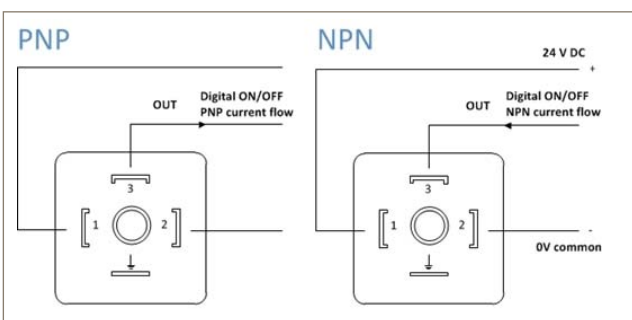 PNP
OUT
Digital ON/OFF
PNP current flow
3
1
2
NPN
24 V DC
+
OUT
Digital ON/OFF
NPN current flow
3
1
2
-
0V common